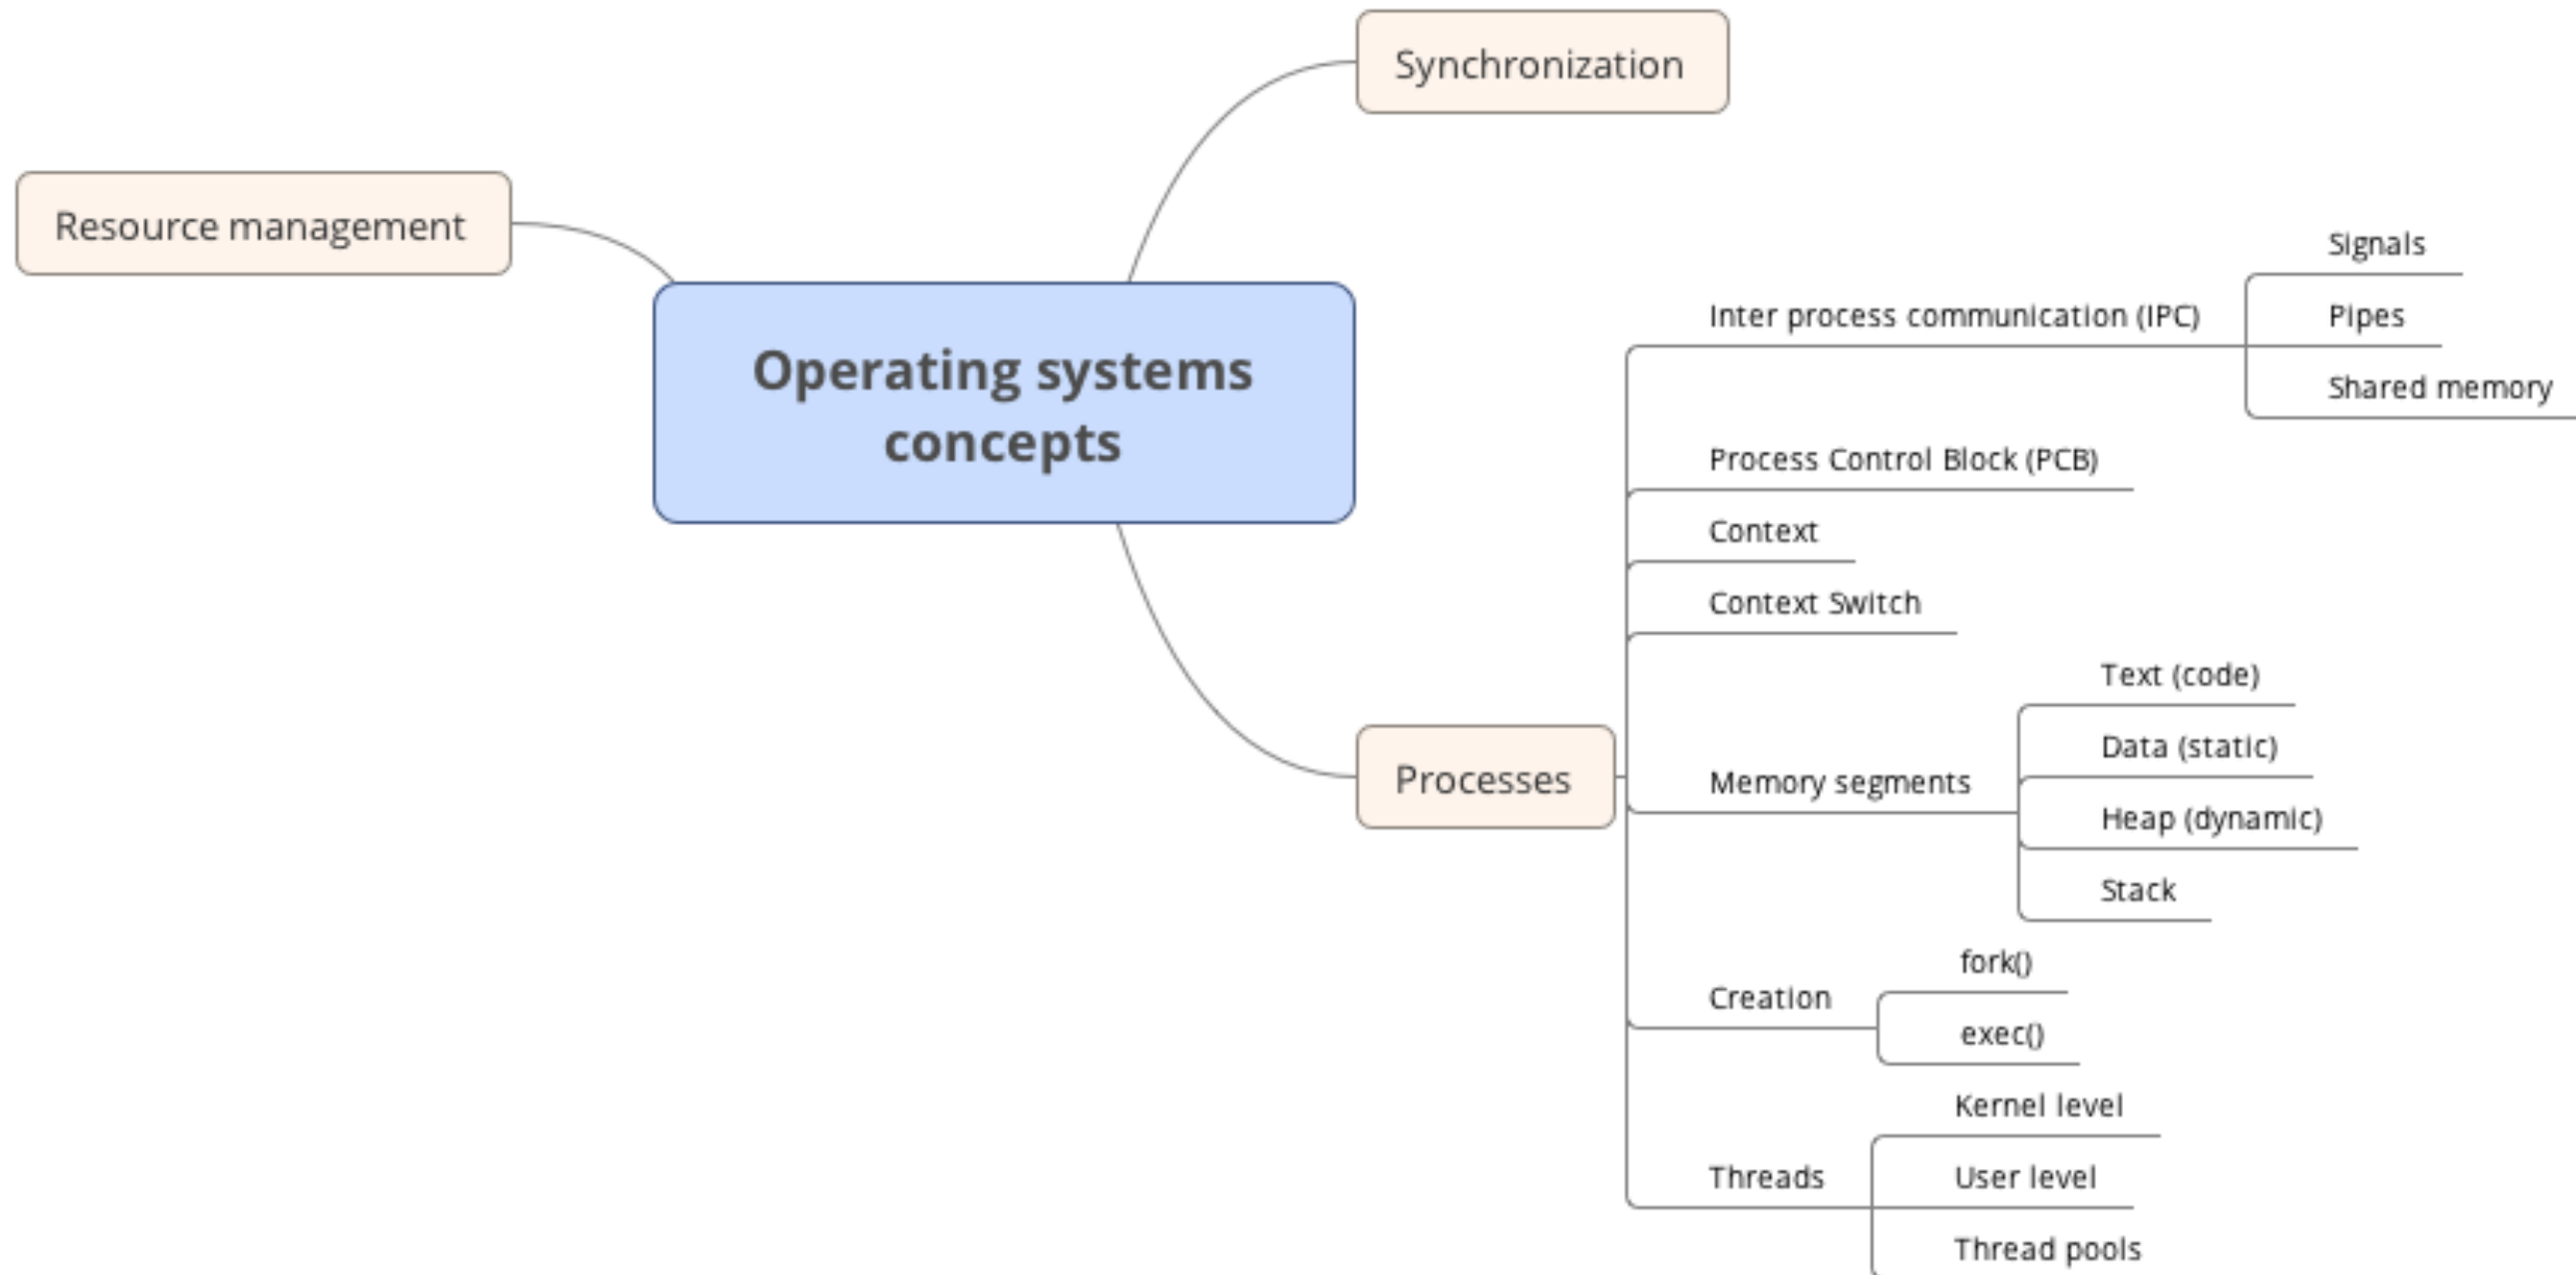 Synchronization
Resource management
Operating systems
concepts
Signals
Inter process communication (IPC)
Pipes
Shared memory
Process Control Block (PCB)
Context
Context Switch
Text (code)
Data (static)
Processes
Memory segments
Heap (dynamic)
Stack
fork()
Creation
exec()
Kernel level
Threads
User level
Thread pools